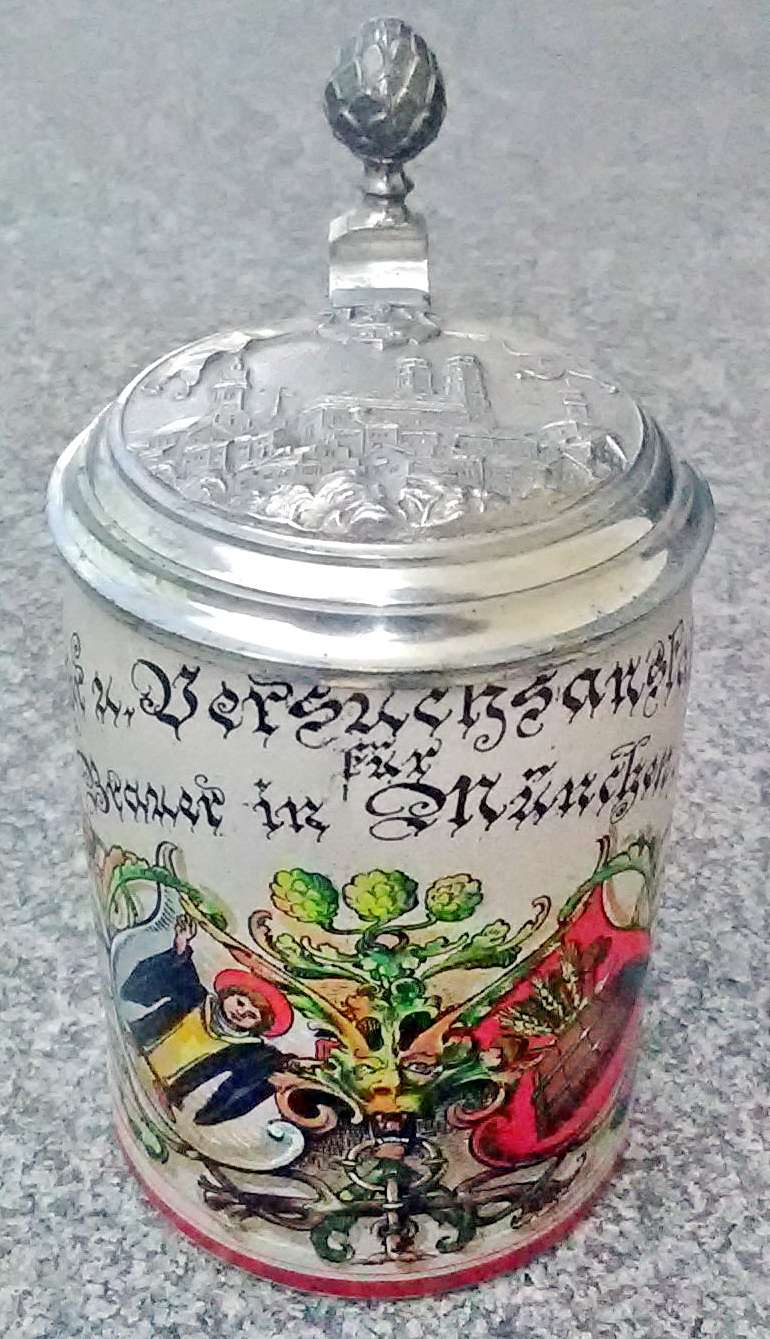 u. Versuchsanst
für
Brauer in München